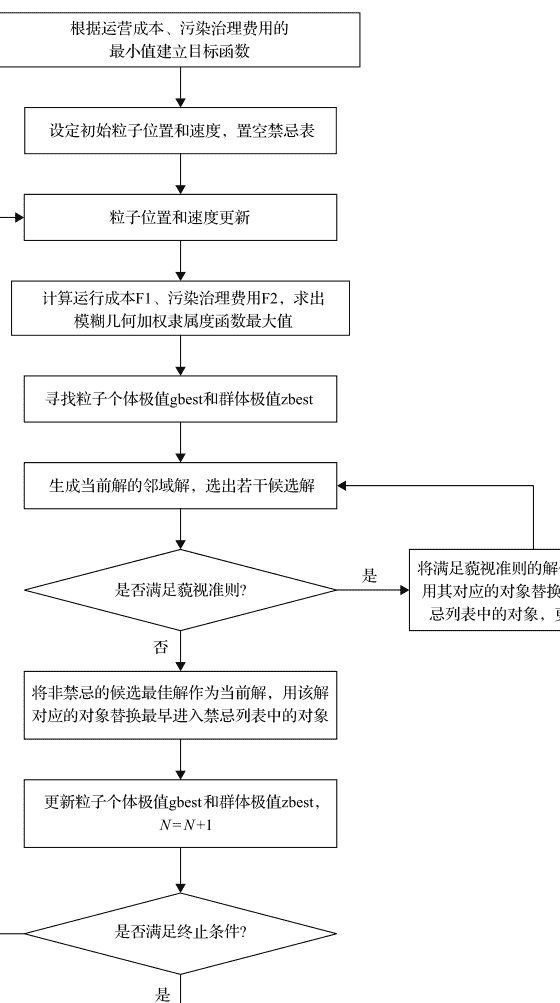 根据运营成本、污染治理费用的
最小值建立目标函数
设定初始粒子位置和速度，置空禁忌表
粒子位置和速度更新
计算运行成本F1、污染治理费用F2，求出
模糊几何加权隶属度函数最大值
寻找粒子个体极值gbest和群体极值zbest
生成当前解的邻域解，选出若干候选解
是否满足藐视准则?
是
将满足藐视准则的解
用其对应的对象替换
忌列表中的对象，
否
将非禁忌的候选最佳解作为当前解，用该解
对应的对象替换最早进入禁忌列表中的对象
更新粒子个体极值gbest和群体极值zbest，
N=N+1
是否满足终止条件?
是